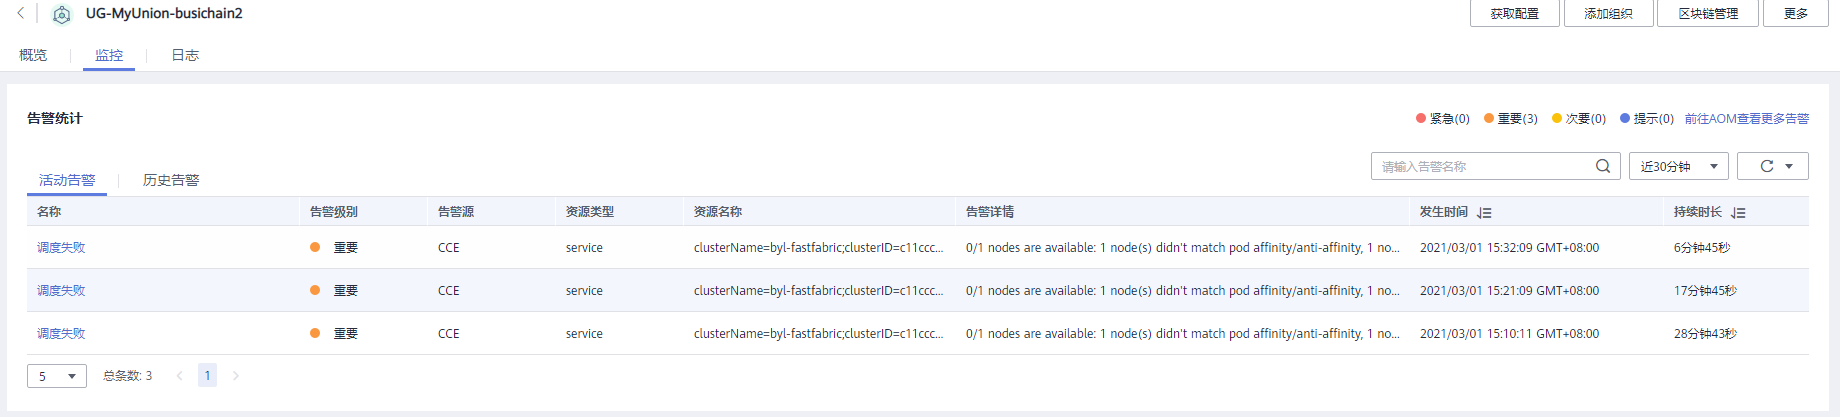 UG-MyUnion-busichain2
获取配置 添加组织 区块链管理 更多
概览 监控 日志
告警统计
紧急(0) 重要(3) 次要(0) 提示(0) 前往AOM查看更多告警
请输入告警名称 近30分钟
活动告警 历史告警
名称 告警级别 告警源 资源类型 资源名称 告警详情 发生时间 持续时长
调度失败 重要 CCE service clusterName=byl-fastfabric;clusterID=c11ccc... 0/1 nodes are available: 1 node(s) didn't match pod affinity/anti-affinity, 1 no... 2021/03/01 15:32:09 GMT+08:00 6分钟45秒
调度失败 重要 CCE service clusterName=byl-fastfabric;clusterID=c11ccc... 0/1 nodes are available: 1 node(s) didn't match pod affinity/anti-affinity, 1 no... 2021/03/01 15:21:09 GMT+08:00 17分钟45秒
调度失败 重要 CCE service clusterName=byl-fastfabric;clusterID=c11ccc... 0/1 nodes are available: 1 node(s) didn't match pod affinity/anti-affinity, 1 no... 2021/03/01 15:10:11 GMT+08:00 28分钟43秒
5 总条数: 3 1